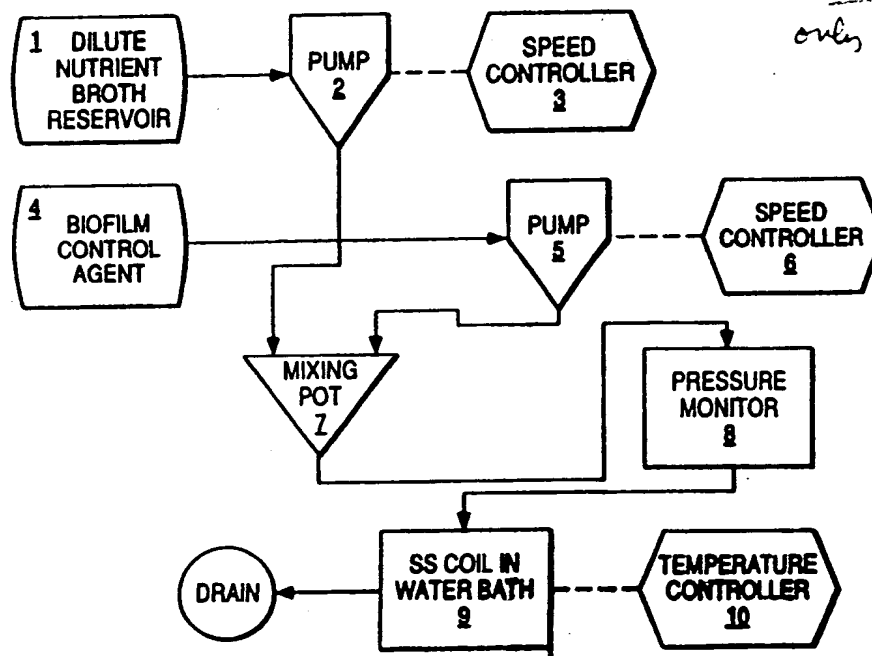 only
1 DILUTE
NUTRIENT
BROTH
RESERVOIR
PUMP
2
SPEED
CONTROLLER
3
4
BIOFILM
CONTROL
AGENT
PUMP
5
SPEED
CONTROLLER
6
MIXING
POT
7
PRESSURE
MONITOR
8
SS COIL IN
WATER BATH
9
DRAIN
TEMPERATURE
CONTROLLER
10